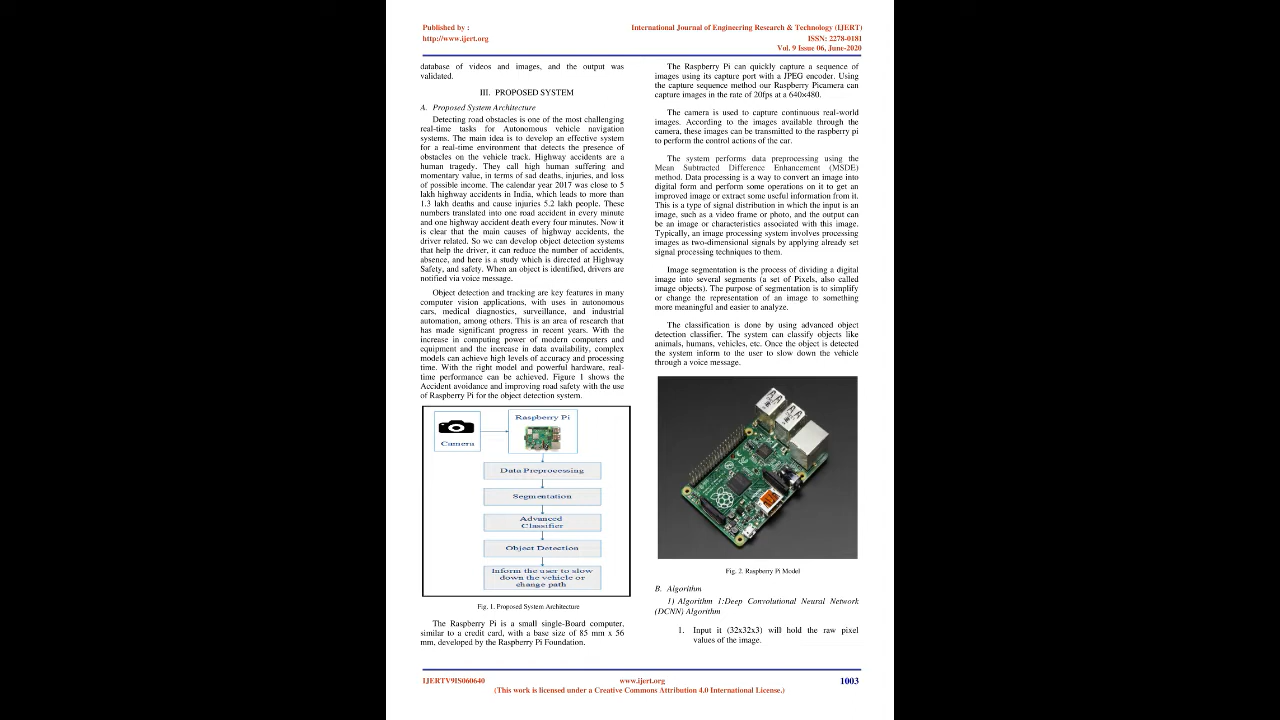 Published by :
http://www.ijert.org
International Journal of Engineering Research & Technology (IJERT)
ISSN: 2278-0181
Vol. 9 Issue 06, June-2020
database of videos and images, and the output was
validated.
III. PROPOSED SYSTEM
A. Proposed System Architecture
Detecting road obstacles is one of the most challenging
real-time tasks for Autonomous vehicle navigation
systems. The main idea is to develop an effective system
for a real-time environment that detects the presence of
obstacles on the vehicle track. Highway accidents are a
human tragedy. They call high human suffering and
momentary value, in terms of sad deaths, injuries, and loss
of possible income. The calendar year 2017 was close to 5
lakh highway accidents in India, which leads to more than
1.3 lakh deaths and cause injuries 5.2 lakh people. These
numbers translated into one road accident in every minute
and one highway accident death every four minutes. Now it
is clear that the main causes of highway accidents, the
driver related. So we can develop object detection systems
that help the driver, it can reduce the number of accidents,
absence, and here is a study which is directed at Highway
Safety, and safety. When an object is identified, drivers are
notified via voice message.
Object detection and tracking are key features in many
computer vision applications, with uses in autonomous
cars, medical diagnostics, surveillance, and industrial
automation, among others. This is an area of research that
has made significant progress in recent years. With the
increase in computing power of modern computers and
equipment and the increase in data availability, complex
models can achieve high levels of accuracy and processing
time. With the right model and powerful hardware, real-
time performance can be achieved. Figure 1 shows the
Accident avoidance and improving road safety with the use
of Raspberry Pi for the object detection system.
Camera
Raspberry Pi
Data Preprocessing
Segmentation
Advanced
Classifier
Object Detection
Inform the user to slow
down the vehicle or
change path
Fig. 1. Proposed System Architecture
The Raspberry Pi is a small single-Board computer,
similar to a credit card, with a base size of 85 mm x 56
mm, developed by the Raspberry Pi Foundation.
The Raspberry Pi can quickly capture a sequence of
images using its capture port with a JPEG encoder. Using
the capture sequence method our Raspberry Picamera can
capture images in the rate of 20fps at a 640x480.
The camera is used to capture continuous real-world
images. According to the images available through the
camera, these images can be transmitted to the raspberry pi
to perform the control actions of the car.
The system performs data preprocessing using the
Mean Subtracted Difference Enhancement (MSDE)
method. Data processing is a way to convert an image into
digital form and perform some operations on it to get an
improved image or extract some useful information from it.
This is a type of signal distribution in which the input is an
image, such as a video frame or photo, and the output can
be an image or characteristics associated with this image.
Typically, an image processing system involves processing
images as two-dimensional signals by applying already set
signal processing techniques to them.
Image segmentation is the process of dividing a digital
image into several segments (a set of Pixels, also called
image objects). The purpose of segmentation is to simplify
or change the representation of an image to something
more meaningful and easier to analyze.
The classification is done by using advanced object
detection classifier. The system can classify objects like
animals, humans, vehicles, etc. Once the object is detected
the system inform to the user to slow down the vehicle
through a voice message.
Fig. 2. Raspberry Pi Model
B. Algorithm
1) Algorithm 1:Deep Convolutional Neural Network
(DCNN) Algorithm
1. Input it (32x32x3) will hold the raw pixel
values of the image.
IJERTV9IS060640
www.ijert.org
1003
(This work is licensed under a Creative Commons Attribution 4.0 International License.)